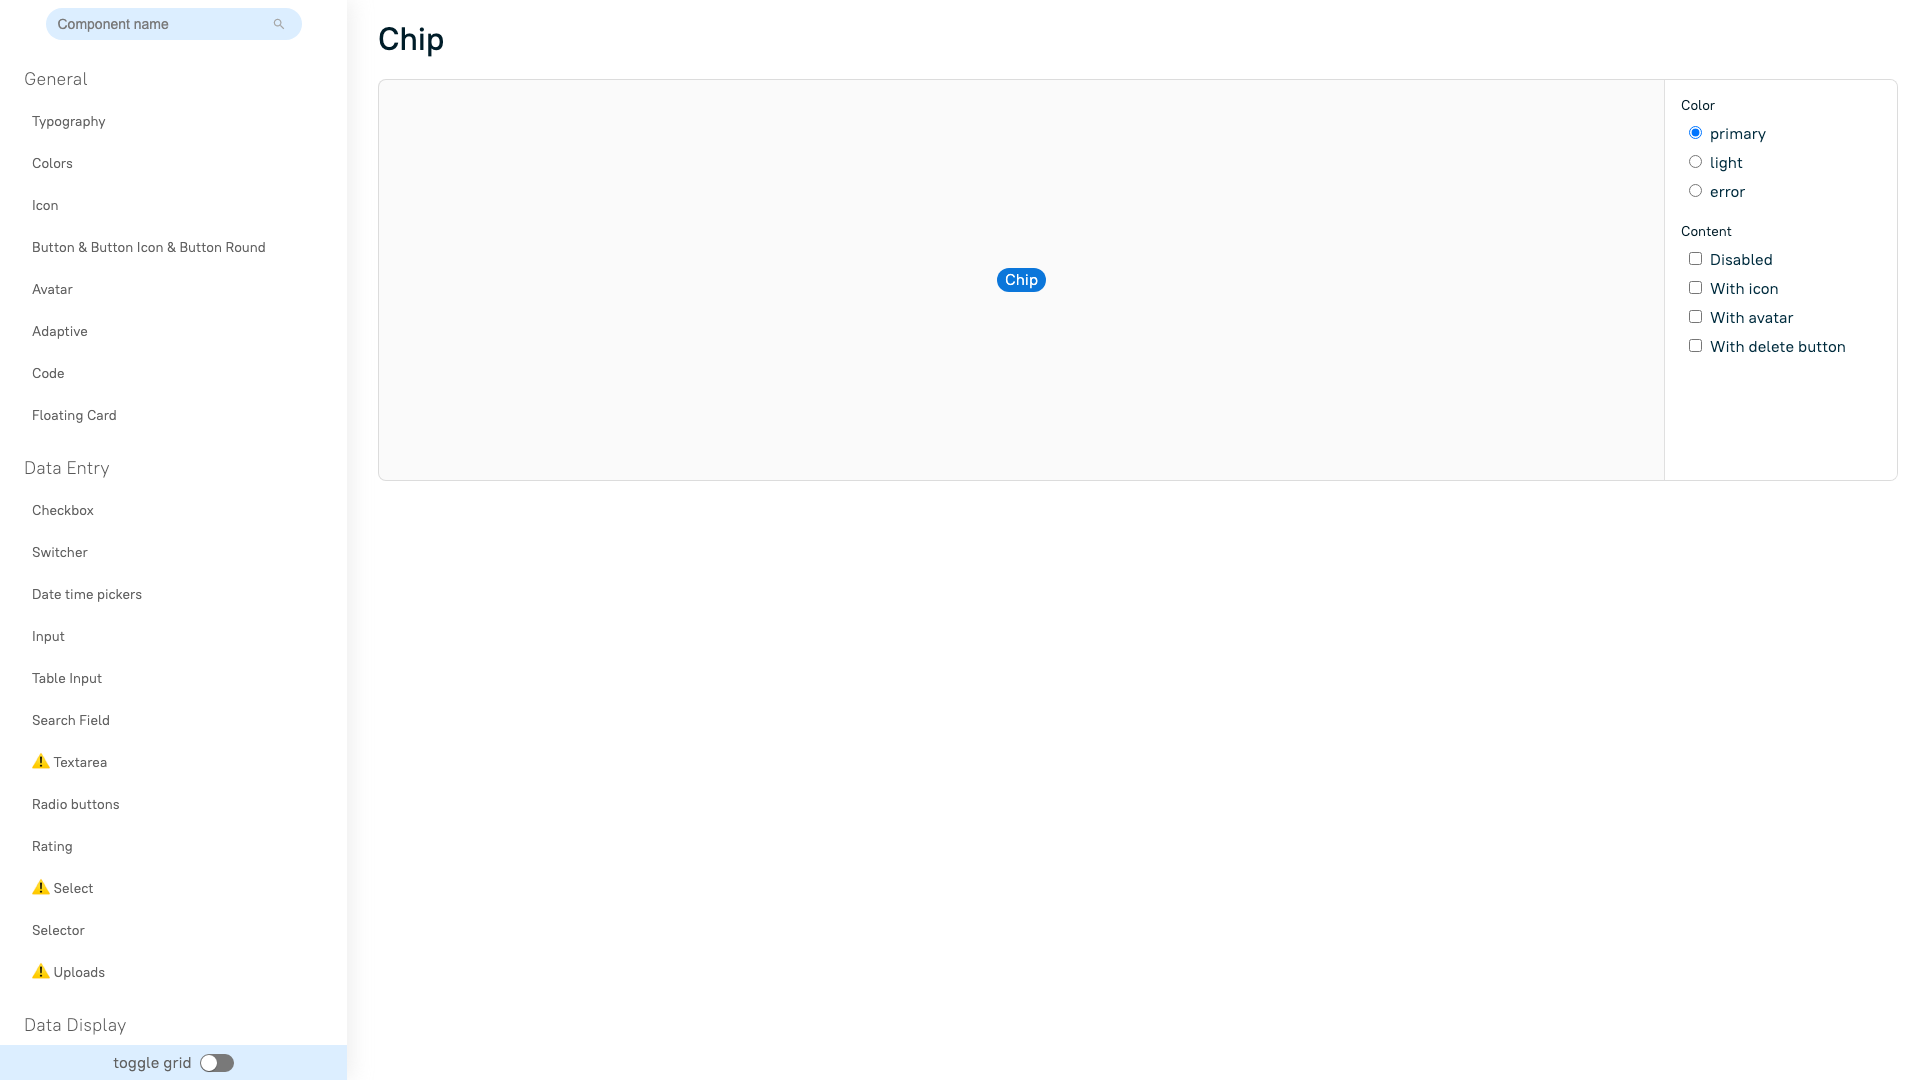 Component name
General
Typography
Colors
Icon
Button & Button Icon & Button Round
Avatar
Adaptive
Code
Floating Card
Data Entry
Checkbox
Switcher
Date time pickers
Input
Table Input
Search Field
Textarea
Radio buttons
Rating
Select
Selector
Uploads
Data Display
toggle grid
Chip
Chip
Color
primary
light
error
Content
Disabled
With icon
With avatar
With delete button